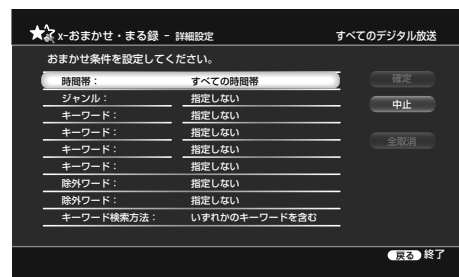 x-おまかせ・まる録 - 詳細設定 すべてのデジタル放送
おまかせ条件を設定してください。
時間帯： すべての時間帯 確定
ジャンル： 指定しない 中止
キーワード： 指定しない
キーワード： 指定しない 全取消
キーワード： 指定しない
キーワード： 指定しない
除外ワード： 指定しない
除外ワード： 指定しない
キーワード検索方法： いずれかのキーワードを含む
戻る 終了